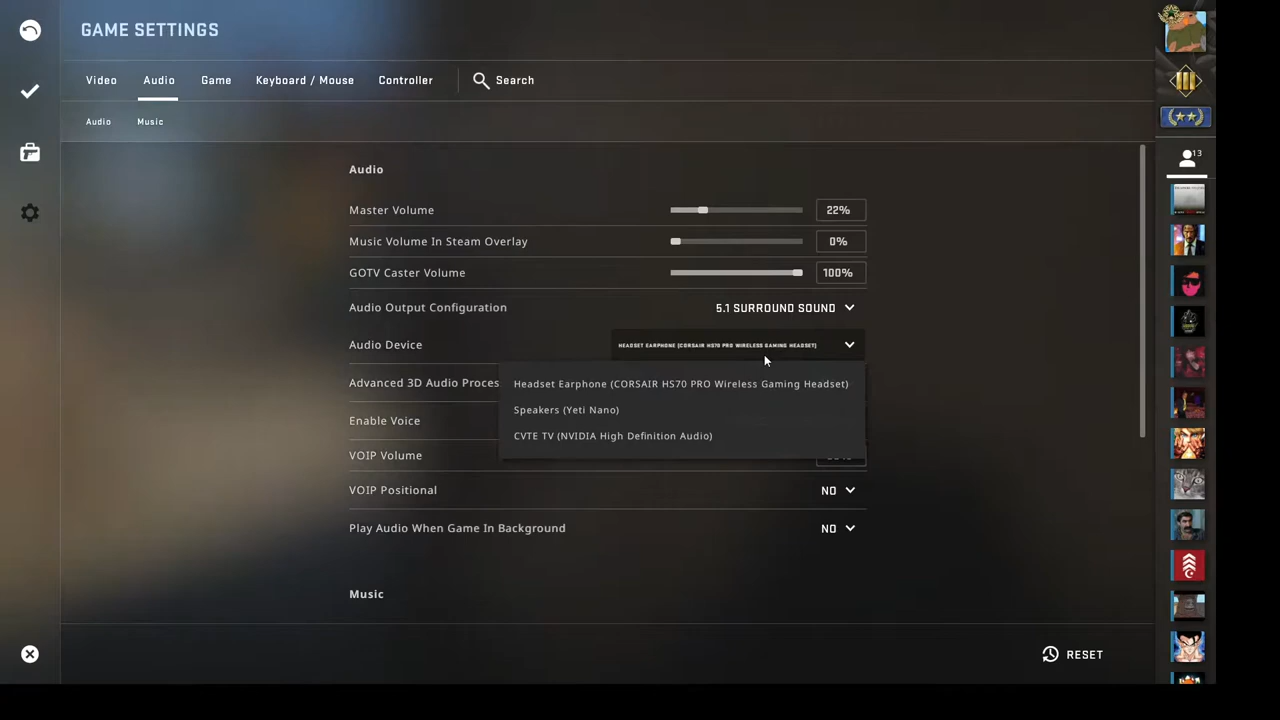 GAME SETTINGS
Video Audio Game Keyboard / Mouse Controller Search
Audio Music
13
Audio
Master Volume 22%
Music Volume In Steam Overlay 0%
GOTV Caster Volume 100%
Audio Output Configuration 5.1 SURROUND SOUND
Audio Device HEADSET EARPHONE (CORSAIR HS70 PRO WIRELESS GAMING HEADSET)
Advanced 3D Audio Proces
Headset Earphone (CORSAIR HS70 PRO Wireless Gaming Headset)
Speakers (Yeti Nano)
Enable Voice
CVTE TV (NVIDIA High Definition Audio)
VOIP Volume
VOIP Positional NO
Play Audio When Game In Background NO
Music
RESET